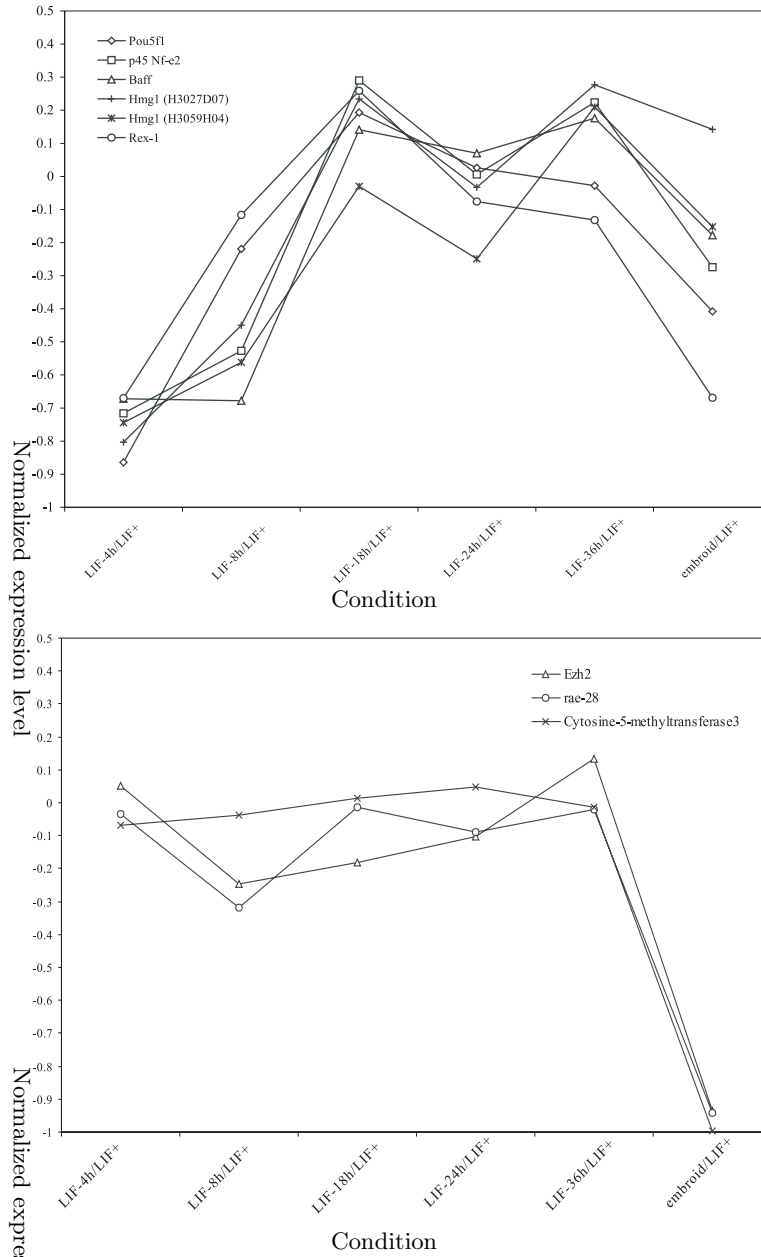 0.5
0.4
0.3
0.2
0.1
0
-0.1
-0.2
-0.3
-0.4
-0.5
-0.6
-0.7
-0.8
-0.9
-1
Pou5f1
p45 Nf-e2
Baff
Hmg1 (H3027D07)
Hmg1 (H3059H04)
Rex-1
LIF-4h/LIF+
LIF-8h/LIF+
LIF-18h/LIF+
LIF-24h/LIF+
LIF-36h/LIF+
embroid/LIF+
Condition
Normalized expression level
0.5
0.4
0.3
0.2
0.1
0
-0.1
-0.2
-0.3
-0.4
-0.5
-0.6
-0.7
-0.8
-0.9
-1
Ezh2
rae-28
Cytosine-5-methyltransferase3
LIF-4h/LIF+
LIF-8h/LIF+
LIF-18h/LIF+
LIF-24h/LIF+
LIF-36h/LIF+
embroid/LIF+
Condition
Normalized expres